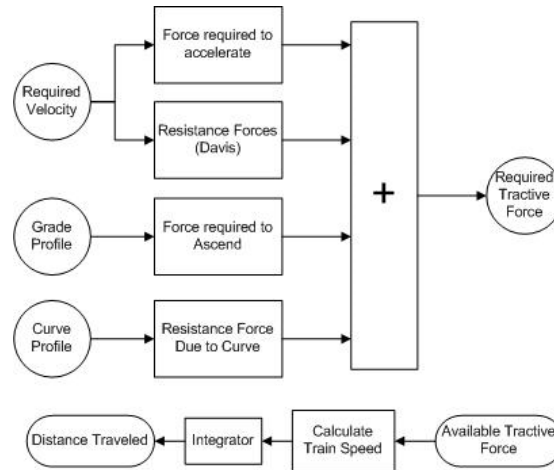 Force required to
accelerate
Required
Velocity
Resistance Forces
(Davis)
+
Required
Tractive
Force
Grade
Profile
Force required to
Ascend
Curve
Profile
Resistance Force
Due to Curve
Distance Traveled
Integrator
Calculate
Train Speed
Available Tractive
Force